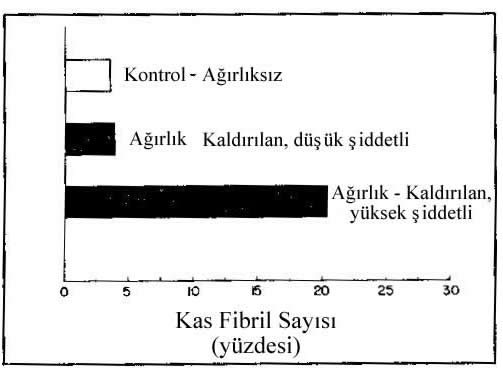 Kontrol - Ağırlıksız
Ağırlık Kaldırılan, düşük şiddetli
Ağırlık - Kaldırılan,
yüksek şiddetli
0 5 10 15 20 25 30
Kas Fibril Sayısı
(yüzdesi)